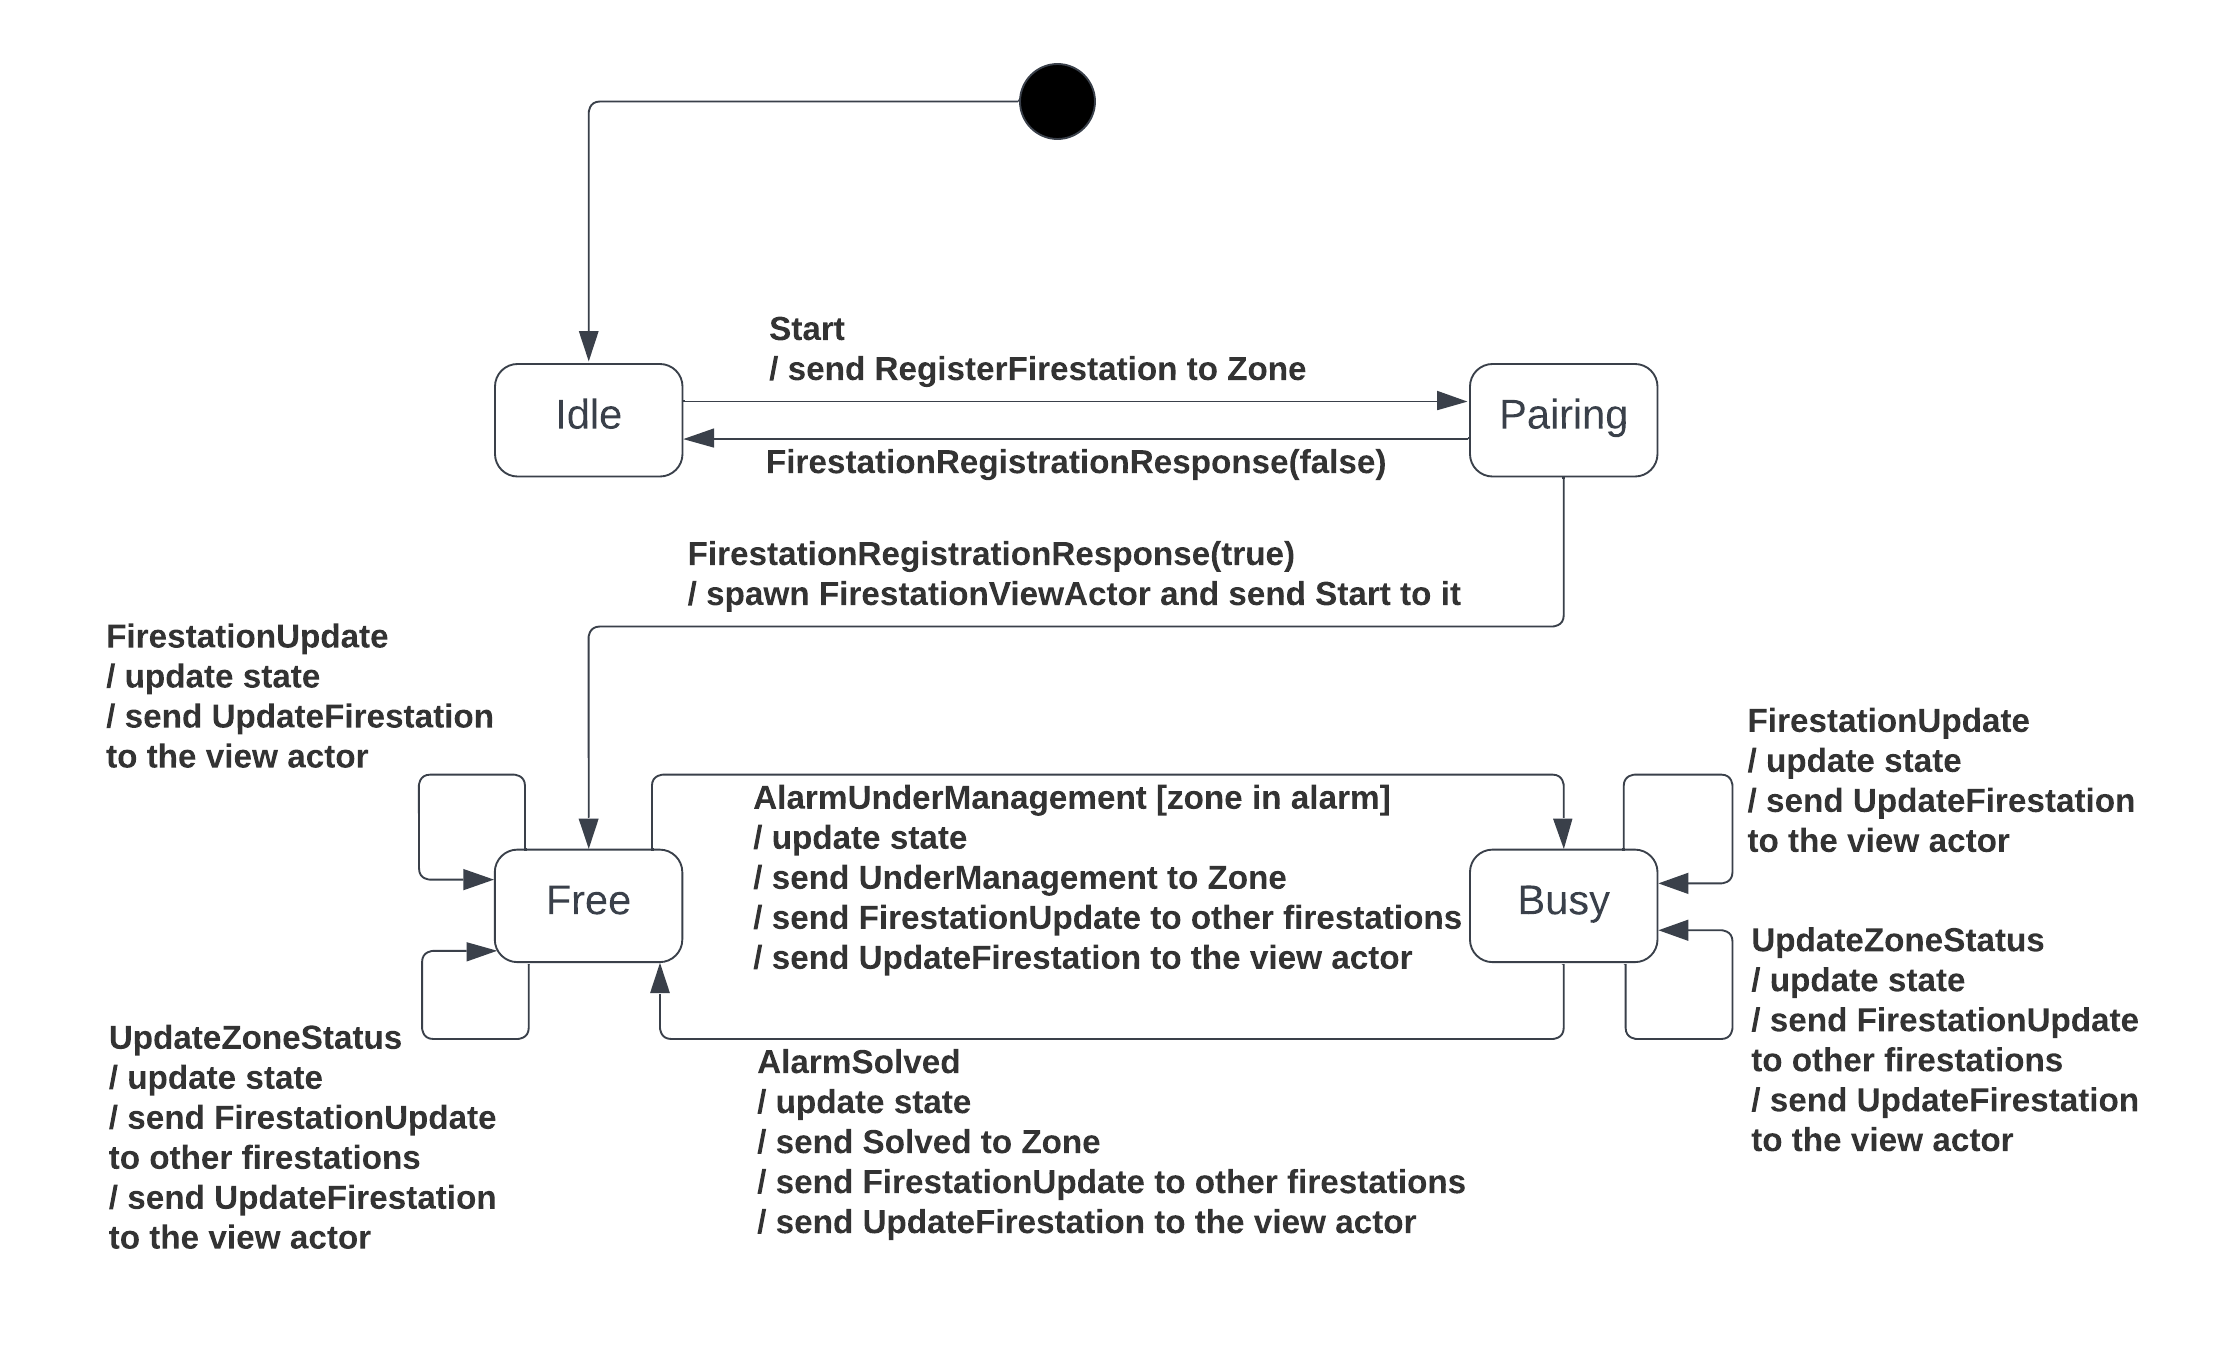 Start
/ send RegisterFirestation to Zone
Idle
Pairing
FirestationRegistrationResponse(false)
FirestationRegistrationResponse(true)
/ spawn FirestationViewActor and send Start to it
FirestationUpdate
/ update state
/ send UpdateFirestation
to the view actor
AlarmUnderManagement [zone in alarm]
/ update state
/ send UnderManagement to Zone
/ send FirestationUpdate to other firestations
/ send UpdateFirestation to the view actor
FirestationUpdate
/ update state
/ send UpdateFirestation
to the view actor
Free
Busy
UpdateZoneStatus
/ update state
/ send FirestationUpdate
to other firestations
/ send UpdateFirestation
to the view actor
AlarmSolved
/ update state
/ send Solved to Zone
/ send FirestationUpdate to other firestations
/ send UpdateFirestation to the view actor
UpdateZoneStatus
/ update state
/ send FirestationUpdate
to other firestations
/ send UpdateFirestation
to the view actor